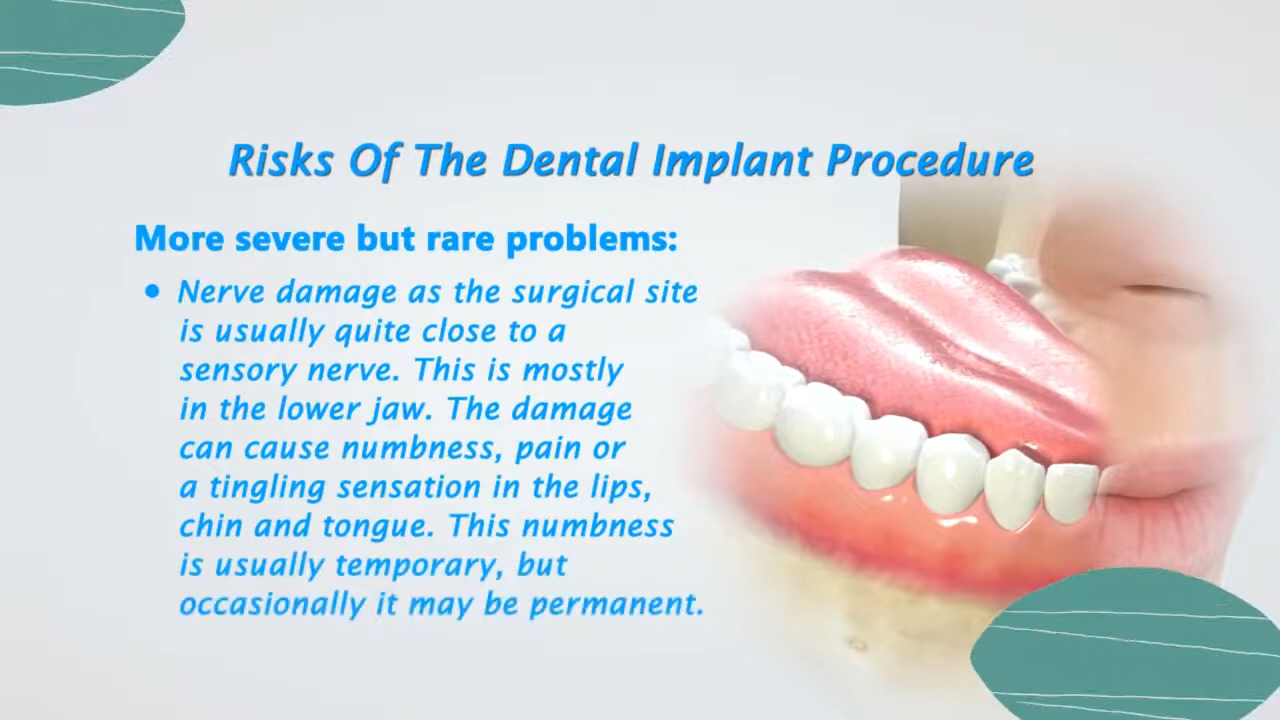 Risks Of The Dental Implant Procedure
More severe but rare problems:
• Nerve damage as the surgical site
is usually quite close to a
sensory nerve. This is mostly
in the lower jaw. The damage
can cause numbness, pain or
a tingling sensation in the lips,
chin and tongue. This numbness
is usually temporary, but
occasionally it may be permanent.